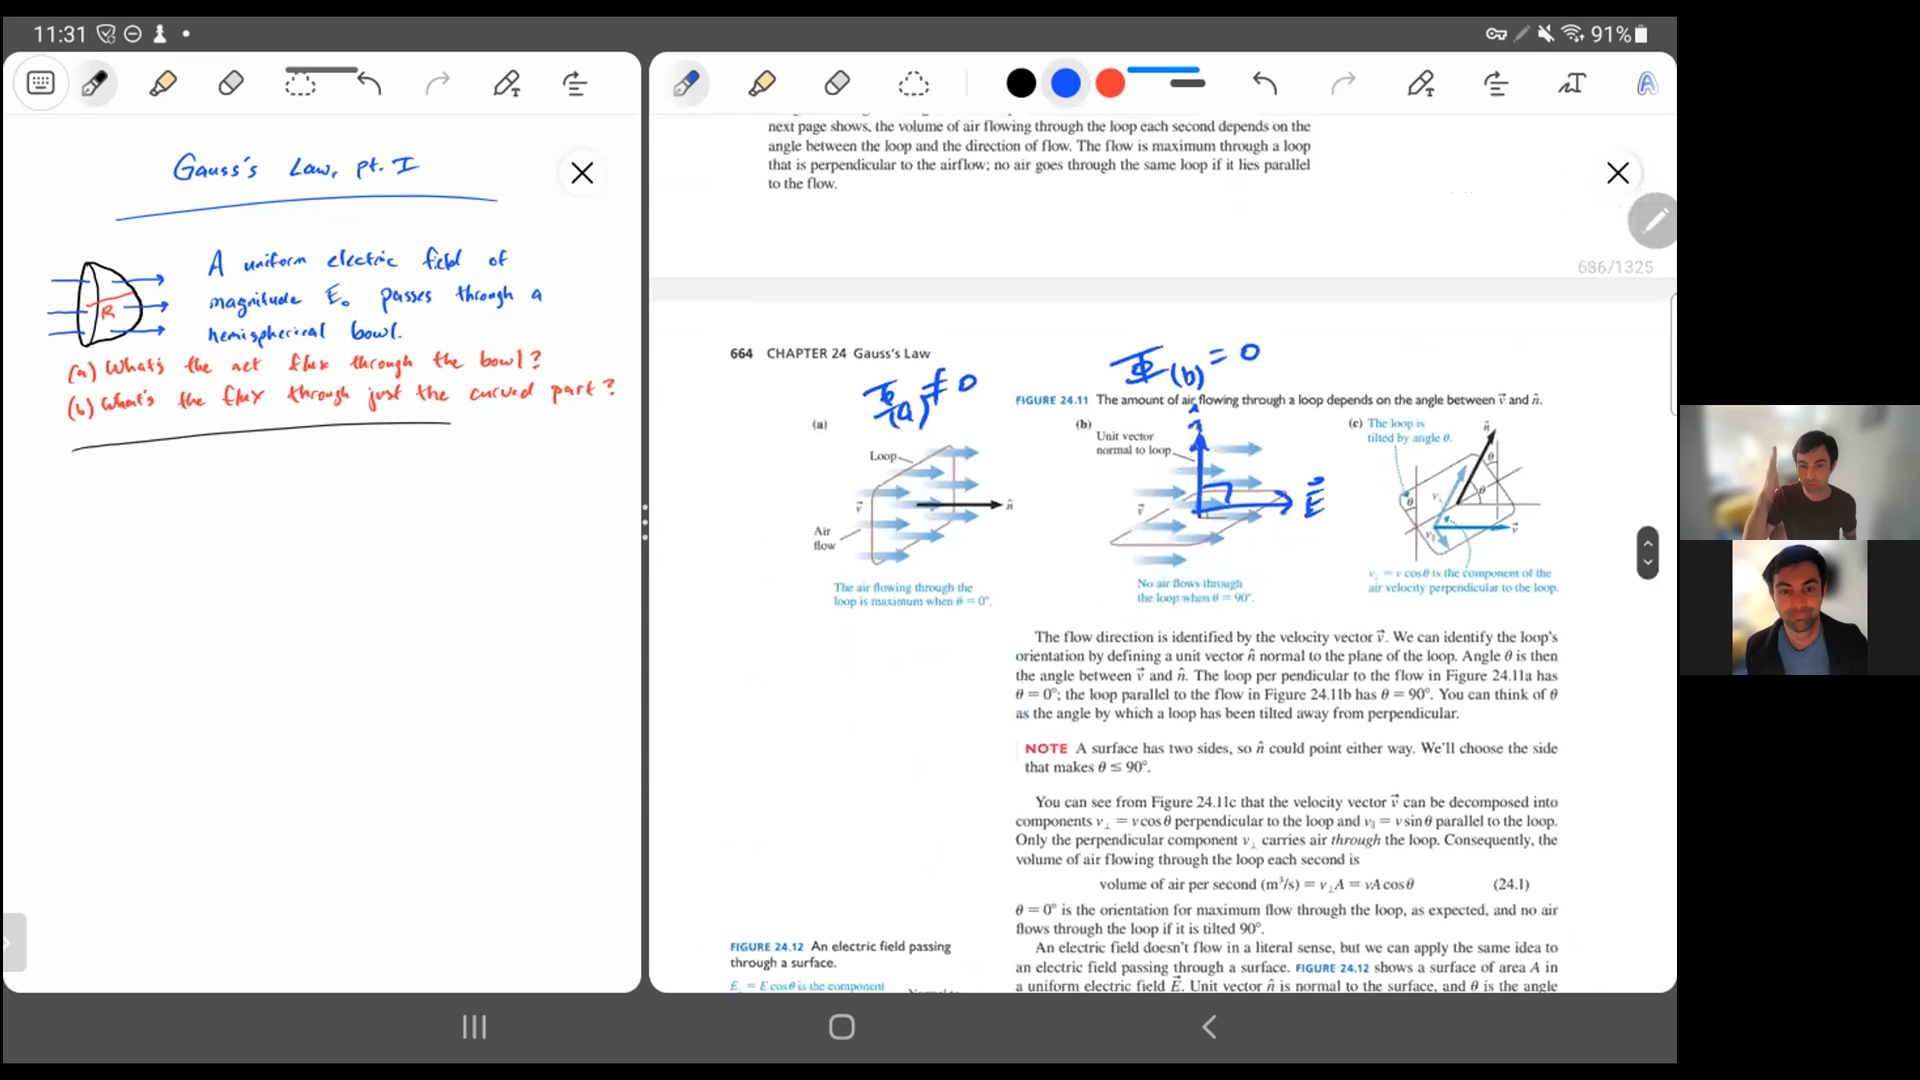 11:31
91%
Gauss's Law, pt. I
A uniform electric field of
magnitude E₀ passes through a
hemispherical bowl.
R
(a) What's the net flux through the bowl?
(b) What's the flux through just the curved part?
next page shows, the volume of air flowing through the loop each second depends on the
angle between the loop and the direction of flow. The flow is maximum through a loop
that is perpendicular to the airflow; no air goes through the same loop if it lies parallel
to the flow.
686/1325
664 CHAPTER 24 Gauss's Law
Φ(a) ≠ 0
Φ(b) = 0
FIGURE 24.11 The amount of air flowing through a loop depends on the angle between v⃗ and n̂.
(a)
Loop
v⃗
n̂
Air
flow
The air flowing through the
loop is maximum when θ = 0°.
(b)
Unit vector
normal to loop
n̂
v⃗
E⃗
No air flows through
the loop when θ = 90°.
(c) The loop is
tilted by angle θ.
n̂
θ
θ
θ
v⊥
v∥
v⃗
v⊥ = v cos θ is the component of the
air velocity perpendicular to the loop.
The flow direction is identified by the velocity vector v⃗. We can identify the loop's
orientation by defining a unit vector n̂ normal to the plane of the loop. Angle θ is then
the angle between v⃗ and n̂. The loop per pendicular to the flow in Figure 24.11a has
θ = 0°; the loop parallel to the flow in Figure 24.11b has θ = 90°. You can think of θ
as the angle by which a loop has been tilted away from perpendicular.
NOTE A surface has two sides, so n̂ could point either way. We'll choose the side
that makes θ ≤ 90°.
You can see from Figure 24.11c that the velocity vector v⃗ can be decomposed into
components v⊥ = v cos θ perpendicular to the loop and v∥ = v sin θ parallel to the loop.
Only the perpendicular component v⊥ carries air through the loop. Consequently, the
volume of air flowing through the loop each second is
volume of air per second (m³/s) = v⊥A = vA cos θ (24.1)
θ = 0° is the orientation for maximum flow through the loop, as expected, and no air
flows through the loop if it is tilted 90°.
An electric field doesn't flow in a literal sense, but we can apply the same idea to
an electric field passing through a surface. FIGURE 24.12 shows a surface of area A in
a uniform electric field E⃗. Unit vector n̂ is normal to the surface, and θ is the angle
FIGURE 24.12 An electric field passing
through a surface.
E⊥ = E cos θ is the component